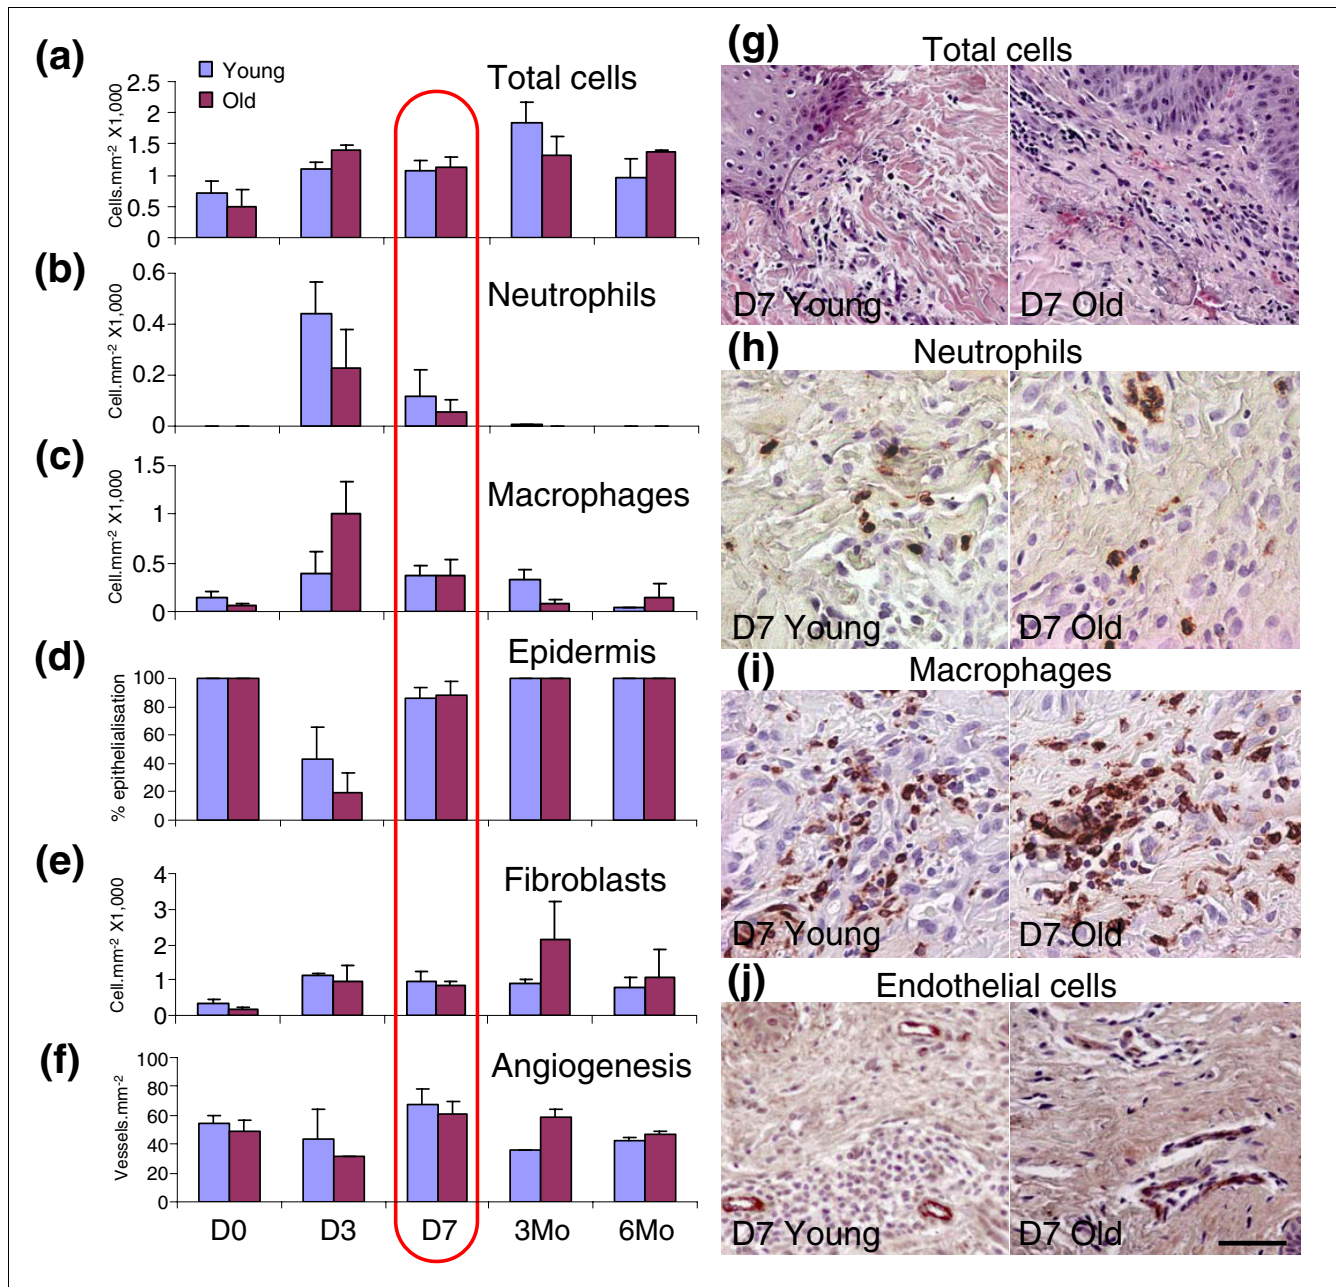 (a)
Young
Old
Total cells
Cells.mm⁻² X1,000
2.5
2
1.5
1
0.5
0
(b)
Neutrophils
Cell.mm⁻² X1,000
0.6
0.4
0.2
0
(c)
Macrophages
Cell.mm⁻² X1,000
1.5
1
0.5
0
(d)
Epidermis
% epithelialisation
100
80
60
40
20
0
(e)
Fibroblasts
Cell.mm⁻² X1,000
4
3
2
1
0
(f)
Angiogenesis
Vessels.mm⁻²
100
80
60
40
20
0
D0 D3 D7 3Mo 6Mo
(g)
Total cells
D7 Young D7 Old
(h)
Neutrophils
D7 Young D7 Old
(i)
Macrophages
D7 Young D7 Old
(j)
Endothelial cells
D7 Young D7 Old